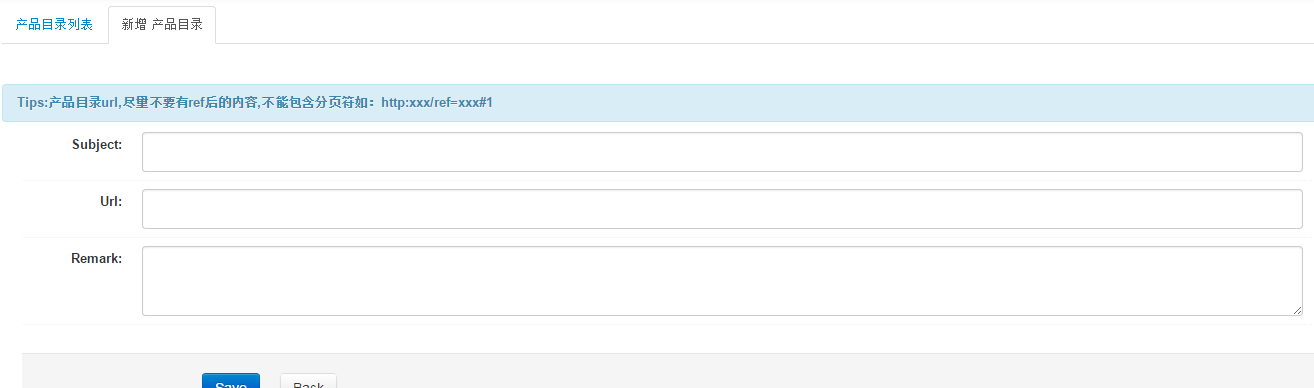 产品目录列表
新增 产品目录
Tips:产品目录url,尽量不要有ref后的内容,不能包含分页符如：http:xxx/ref=xxx#1
Subject:
Url:
Remark:
Save
Back